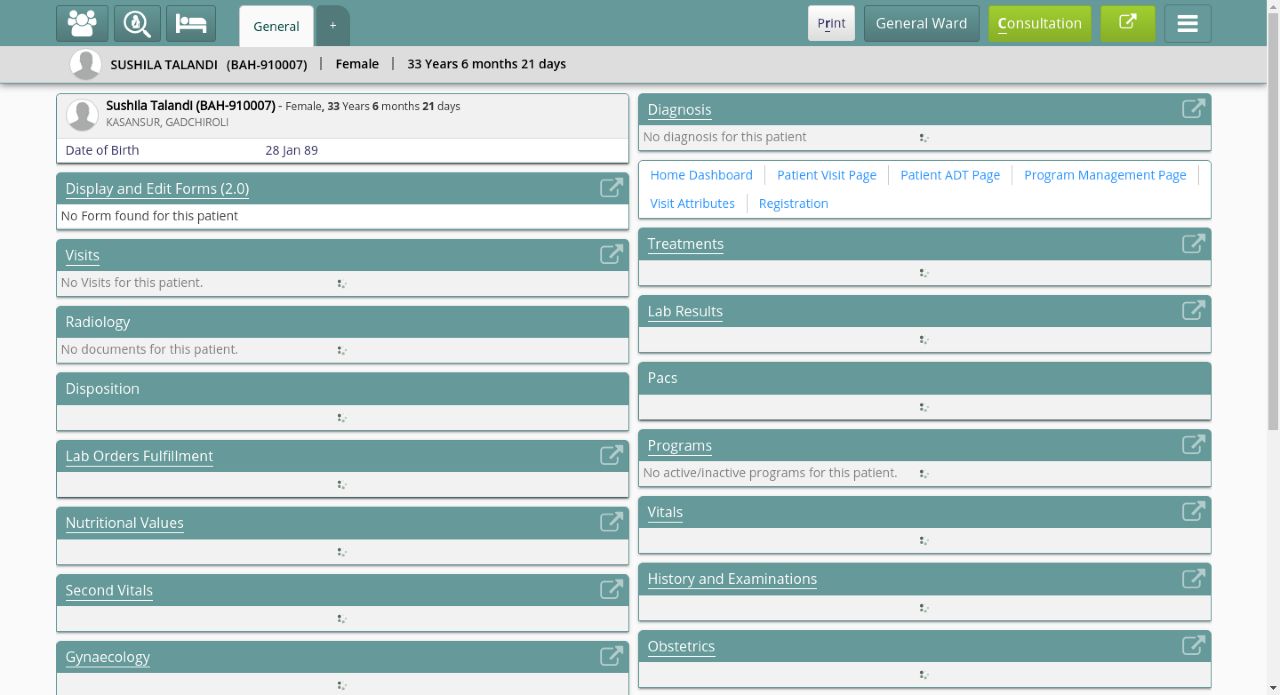 General
+
Print
General Ward
Consultation
SUSHILA TALANDI (BAH-910007) | Female | 33 Years 6 months 21 days
Sushila Talandi (BAH-910007) - Female, 33 Years 6 months 21 days
KASANSUR, GADCHIROLI
Date of Birth 28 Jan 89
Display and Edit Forms (2.0)
No Form found for this patient
Visits
No Visits for this patient.
Radiology
No documents for this patient.
Disposition
Lab Orders Fulfillment
Nutritional Values
Second Vitals
Gynaecology
Diagnosis
No diagnosis for this patient
Home Dashboard
Patient Visit Page
Patient ADT Page
Program Management Page
Visit Attributes
Registration
Treatments
Lab Results
Pacs
Programs
No active/inactive programs for this patient.
Vitals
History and Examinations
Obstetrics